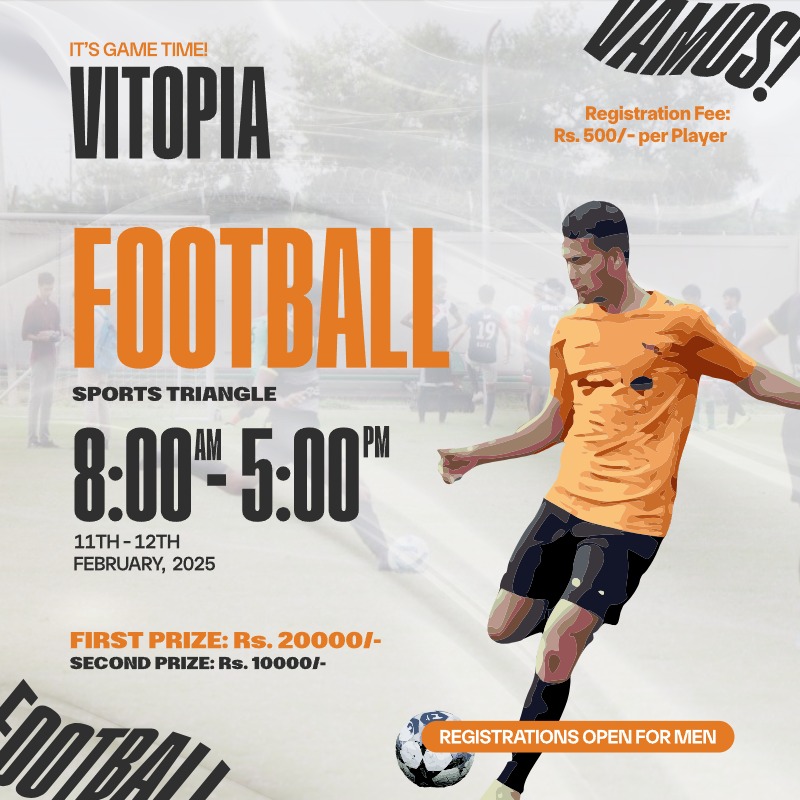 VAMOS!
IT'S GAME TIME!
VITOPIA
Registration Fee:
Rs. 500/- per Player
FOOTBALL
19
SPORTS TRIANGLE
8:00AM - 5:00PM
11TH - 12TH
FEBRUARY, 2025
FIRST PRIZE: Rs. 20000/-
SECOND PRIZE: Rs. 10000/-
FOOTBALL
REGISTRATIONS OPEN FOR MEN